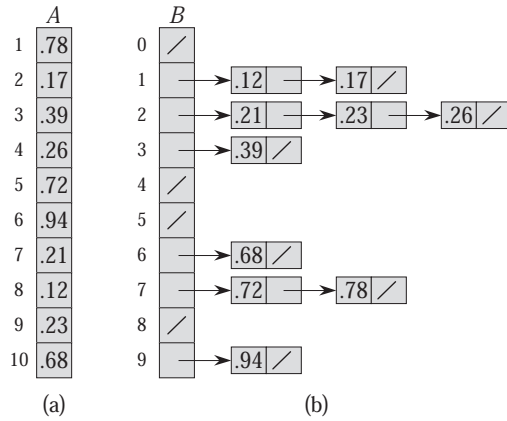 A B
1 .78 0
2 .17 1 .12 .17
3 .39 2 .21 .23 .26
4 .26 3 .39
5 .72 4
6 .94 5
7 .21 6 .68
8 .12 7 .72 .78
9 .23 8
10 .68 9 .94
(a) (b)